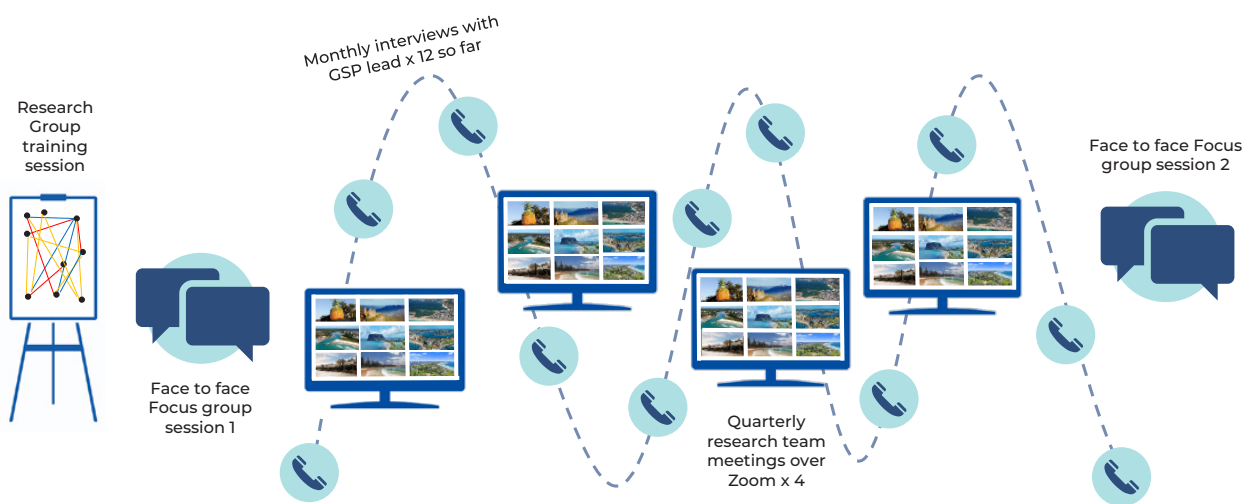 Research
Group
training
session
Face to face
Focus group
session 1
Monthly interviews with
GSP lead x 12 so far
Quarterly
research team
meetings over
Zoom x 4
Face to face Focus
group session 2